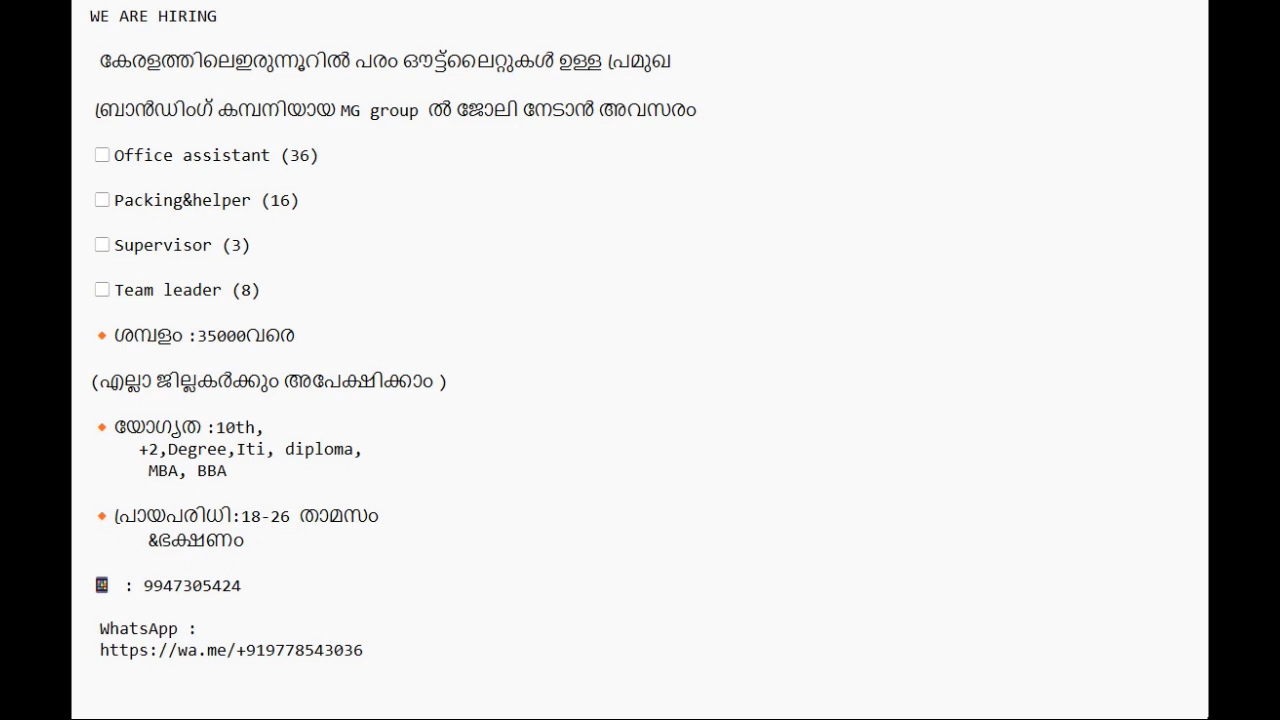 WE ARE HIRING
കേരളത്തിലെഇരുന്നൂറിൽ പരം ഔട്ട്ലൈറ്റുകൾ ഉള്ള പ്രമുഖ
ബ്രാൻഡിംഗ് കമ്പനിയായ MG group ൽ ജോലി നേടാൻ അവസരം
Office assistant (36)
Packing&helper (16)
Supervisor (3)
Team leader (8)
🔸ശമ്പളം :35000വരെ
(എല്ലാ ജില്ലകർക്കും അപേക്ഷിക്കാം )
🔸യോഗ്യത :10th,
+2,Degree,Iti, diploma,
MBA, BBA
🔸പ്രായപരിധി:18-26 താമസം
&ഭക്ഷണം
📱 : 9947305424
WhatsApp :
https://wa.me/+919778543036